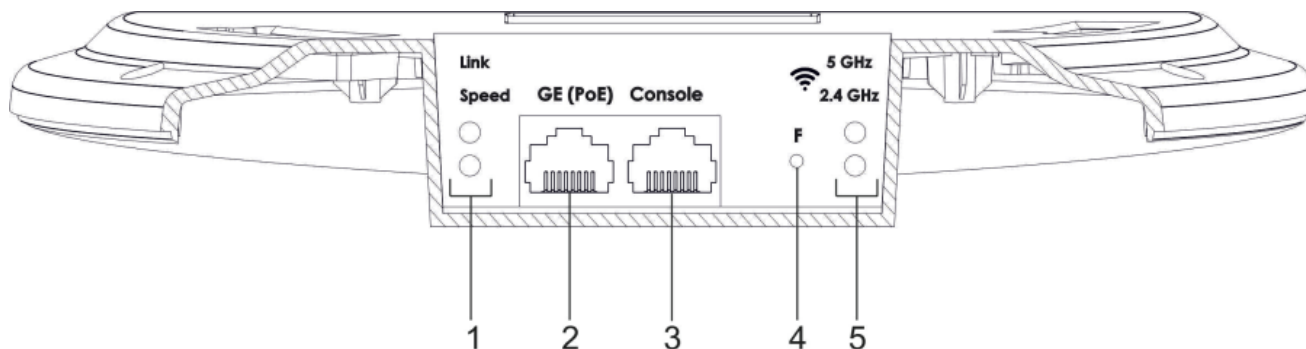 Link
Speed
GE (PoE)
Console
5 GHz
2.4 GHz
F
1
2
3
4
5